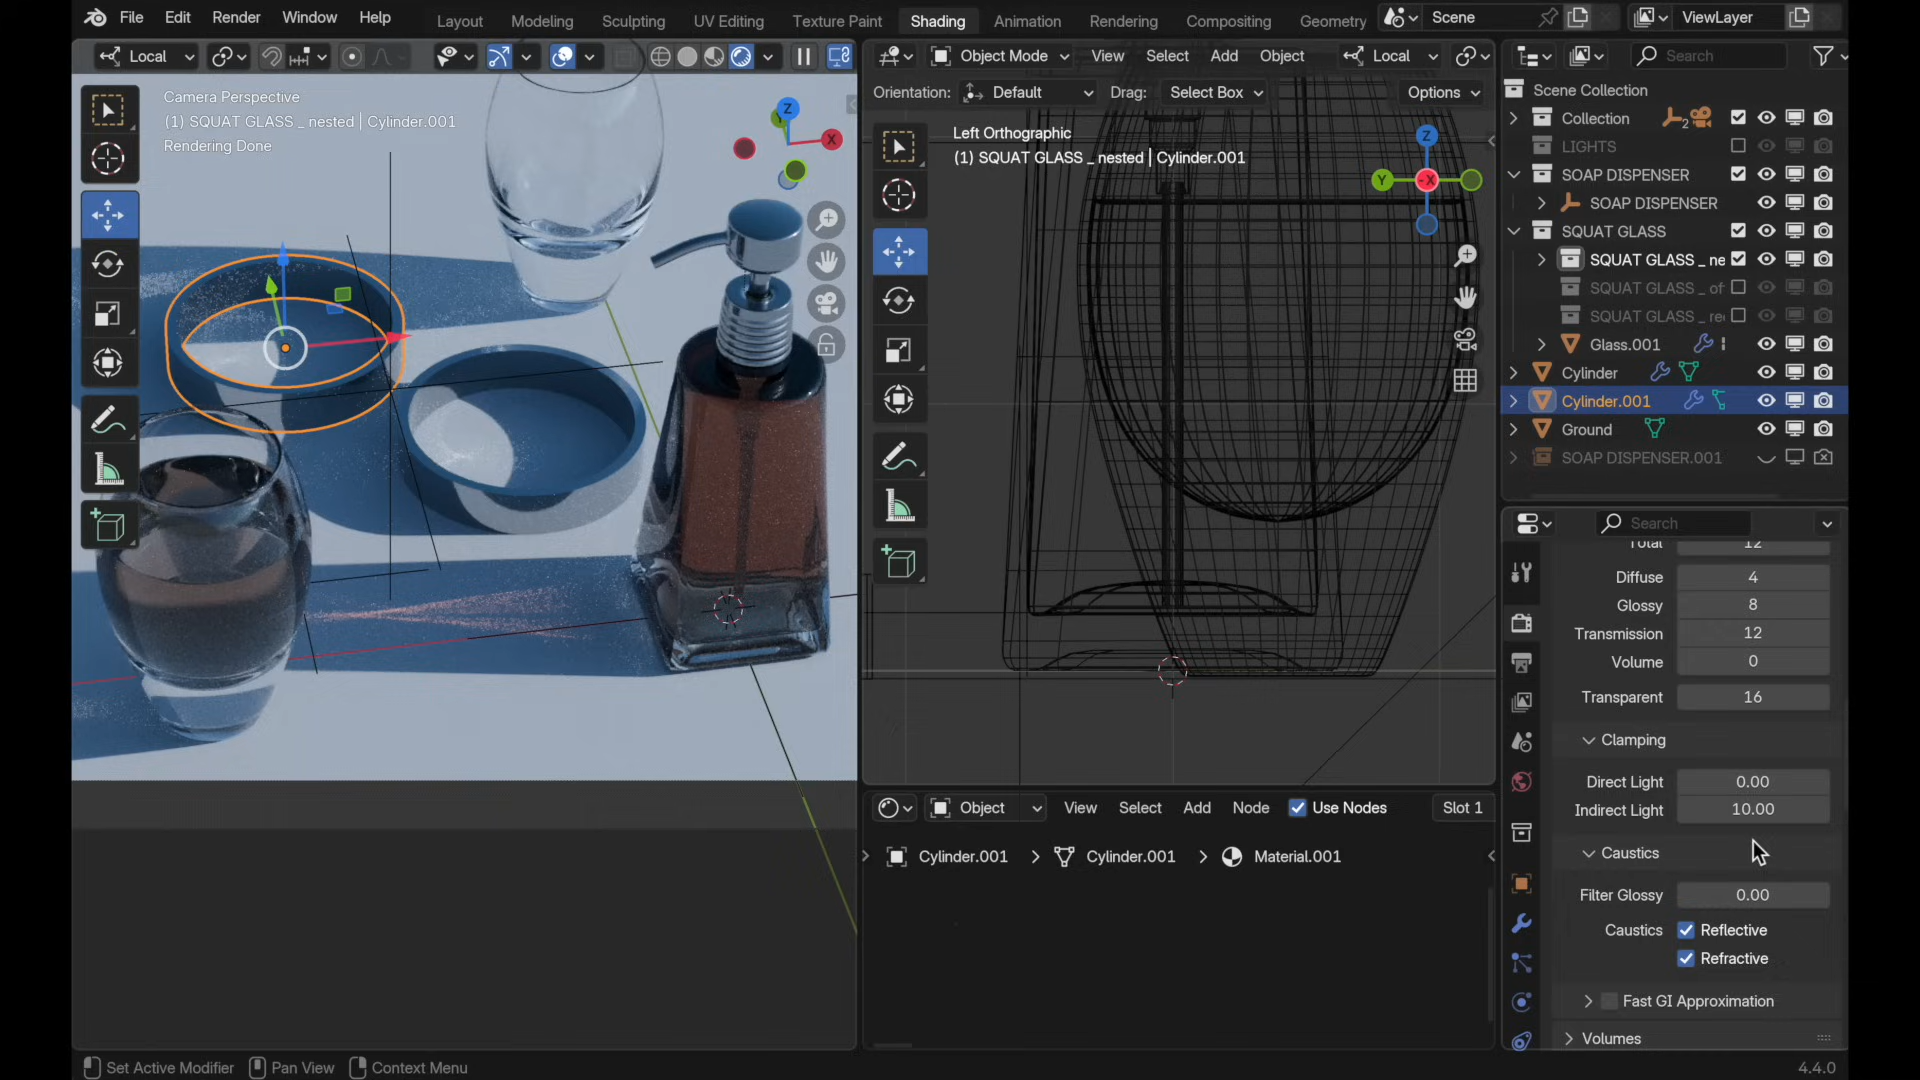 File Edit Render Window Help Layout Modeling Sculpting UV Editing Texture Paint Shading Animation Rendering Compositing Geometry Scene ViewLayer
Local
Object Mode View Select Add Object Local
Search
Orientation: Default Drag: Select Box Options
Camera Perspective
(1) SQUAT GLASS _ nested | Cylinder.001
Rendering Done
Z
X
Left Orthographic
(1) SQUAT GLASS _ nested | Cylinder.001
Z
Y
-X
Scene Collection
Collection 2
LIGHTS
SOAP DISPENSER
SOAP DISPENSER
SQUAT GLASS
SQUAT GLASS _ ne
SQUAT GLASS _ of
SQUAT GLASS _ re
Glass.001
Cylinder
Cylinder.001
Ground
SOAP DISPENSER.001
Search
Total 12
Diffuse 4
Glossy 8
Transmission 12
Volume 0
Transparent 16
Clamping
Direct Light 0.00
Indirect Light 10.00
Caustics
Filter Glossy 0.00
Caustics Reflective
Refractive
Fast GI Approximation
Volumes
Object View Select Add Node Use Nodes Slot 1
Cylinder.001 > Cylinder.001 > Material.001
Set Active Modifier Pan View Context Menu 4.4.0